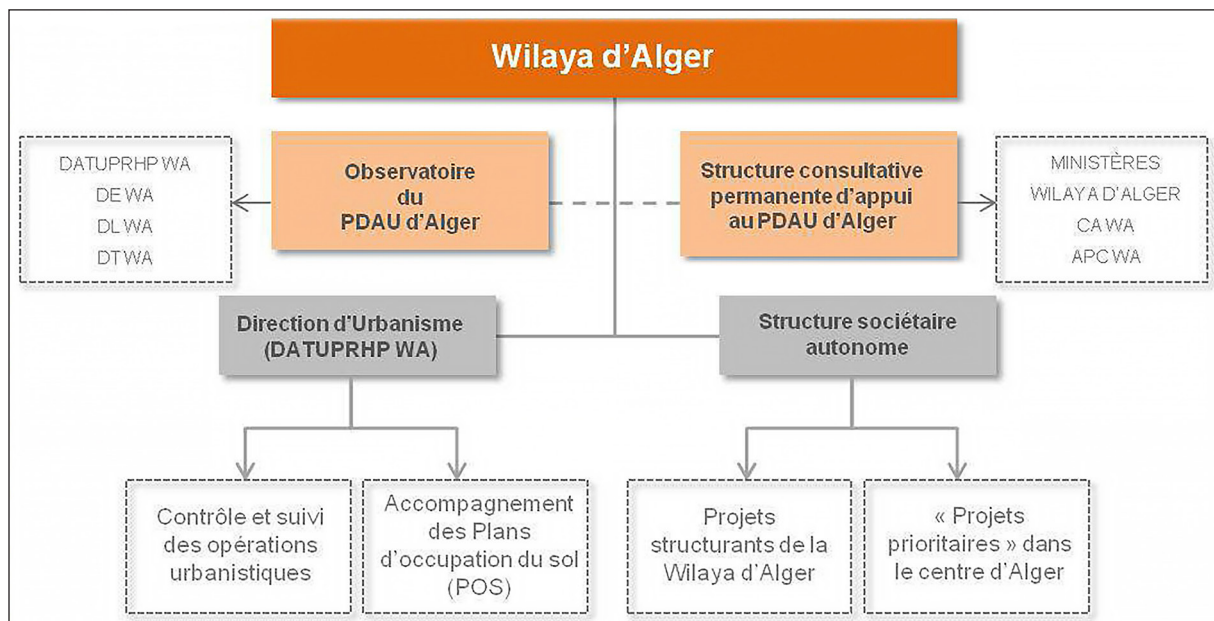 Wilaya d'Alger
DATUPRHP WA
DE WA
DL WA
DT WA
Observatoire
du
PDAU d'Alger
Structure consultative
permanente d'appui
au PDAU d'Alger
MINISTÈRES
WILAYA D'ALGER
CA WA
APC WA
Direction d'Urbanisme
(DATUPRHP WA)
Structure sociétaire
autonome
Contrôle et suivi
des opérations
urbanistiques
Accompagnement
des Plans
d'occupation du sol
(POS)
Projets
structurants de la
Wilaya d'Alger
« Projets
prioritaires » dans
le centre d'Alger